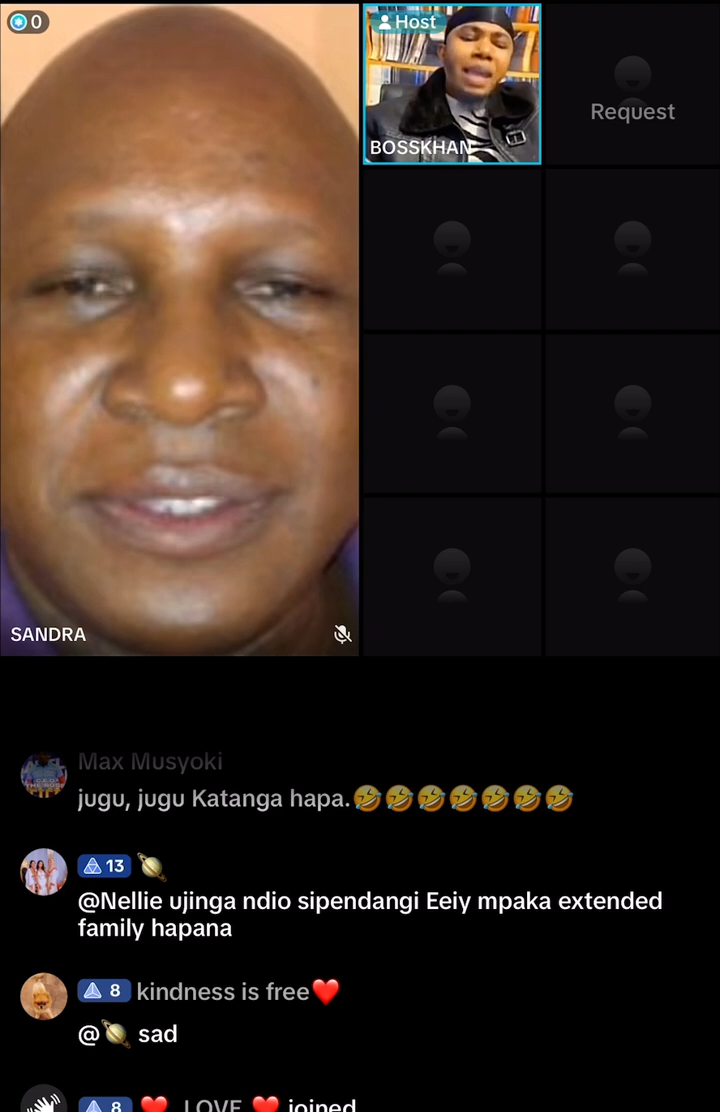 0
Host
BOSSKHAN
Request
SANDRA
Max Musyoki
jugu, jugu Katanga hapa.🤣🤣🤣🤣🤣🤣🤣
13 🪐
@Nellie ujinga ndio sipendangi Eeiy mpaka extended
family hapana
8 kindness is free❤️
@🪐 sad
8 ❤️ LOVE ❤️ joined